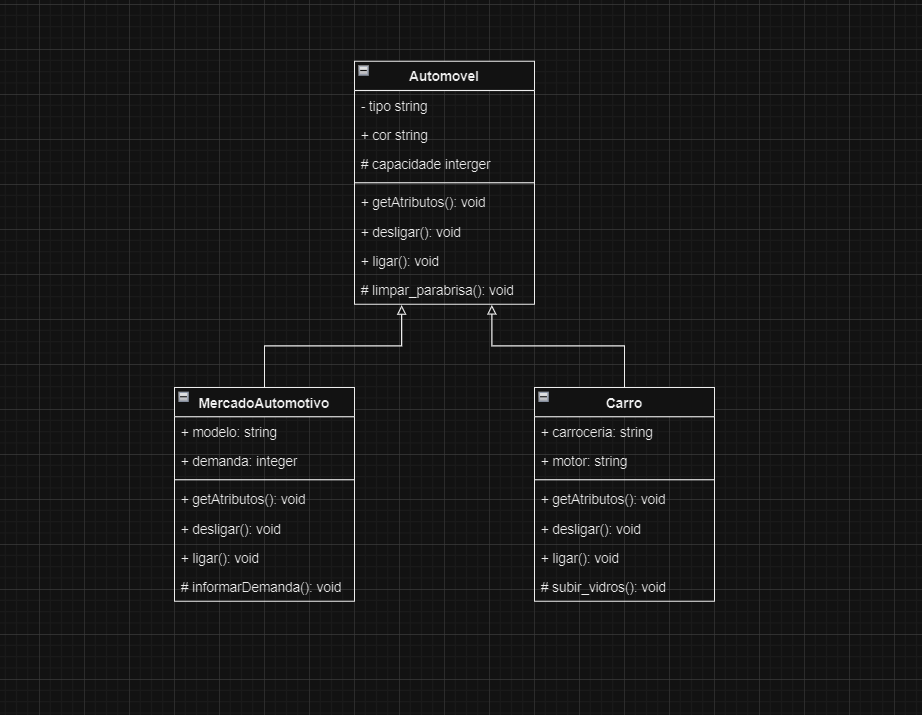 Automovel
- tipo string
+ cor string
# capacidade interger
+ getAtributos(): void
+ desligar(): void
+ ligar(): void
# limpar_parabrisa(): void
MercadoAutomotivo
+ modelo: string
+ demanda: integer
+ getAtributos(): void
+ desligar(): void
+ ligar(): void
# informarDemanda(): void
Carro
+ carroceria: string
+ motor: string
+ getAtributos(): void
+ desligar(): void
+ ligar(): void
# subir_vidros(): void